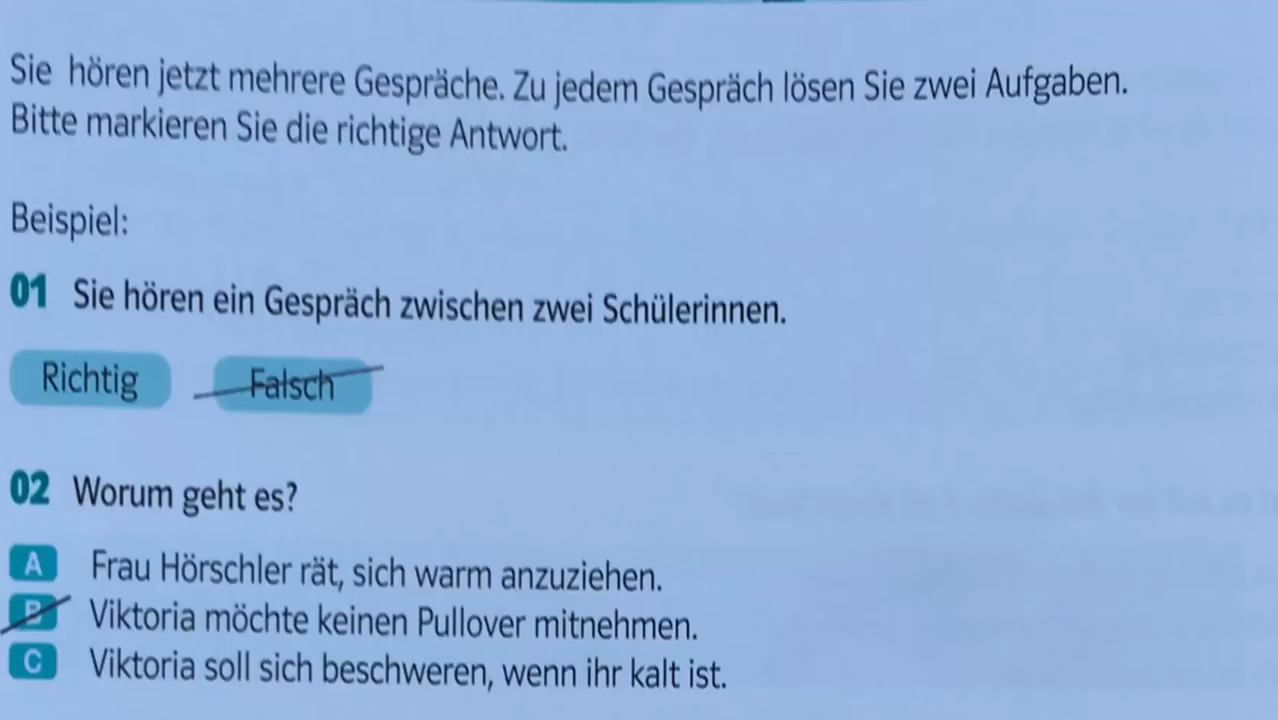 Sie hören jetzt mehrere Gespräche. Zu jedem Gespräch lösen Sie zwei Aufgaben.
Bitte markieren Sie die richtige Antwort.
Beispiel:
01 Sie hören ein Gespräch zwischen zwei Schülerinnen.
Richtig Falsch
02 Worum geht es?
A Frau Hörschler rät, sich warm anzuziehen.
B Viktoria möchte keinen Pullover mitnehmen.
C Viktoria soll sich beschweren, wenn ihr kalt ist.